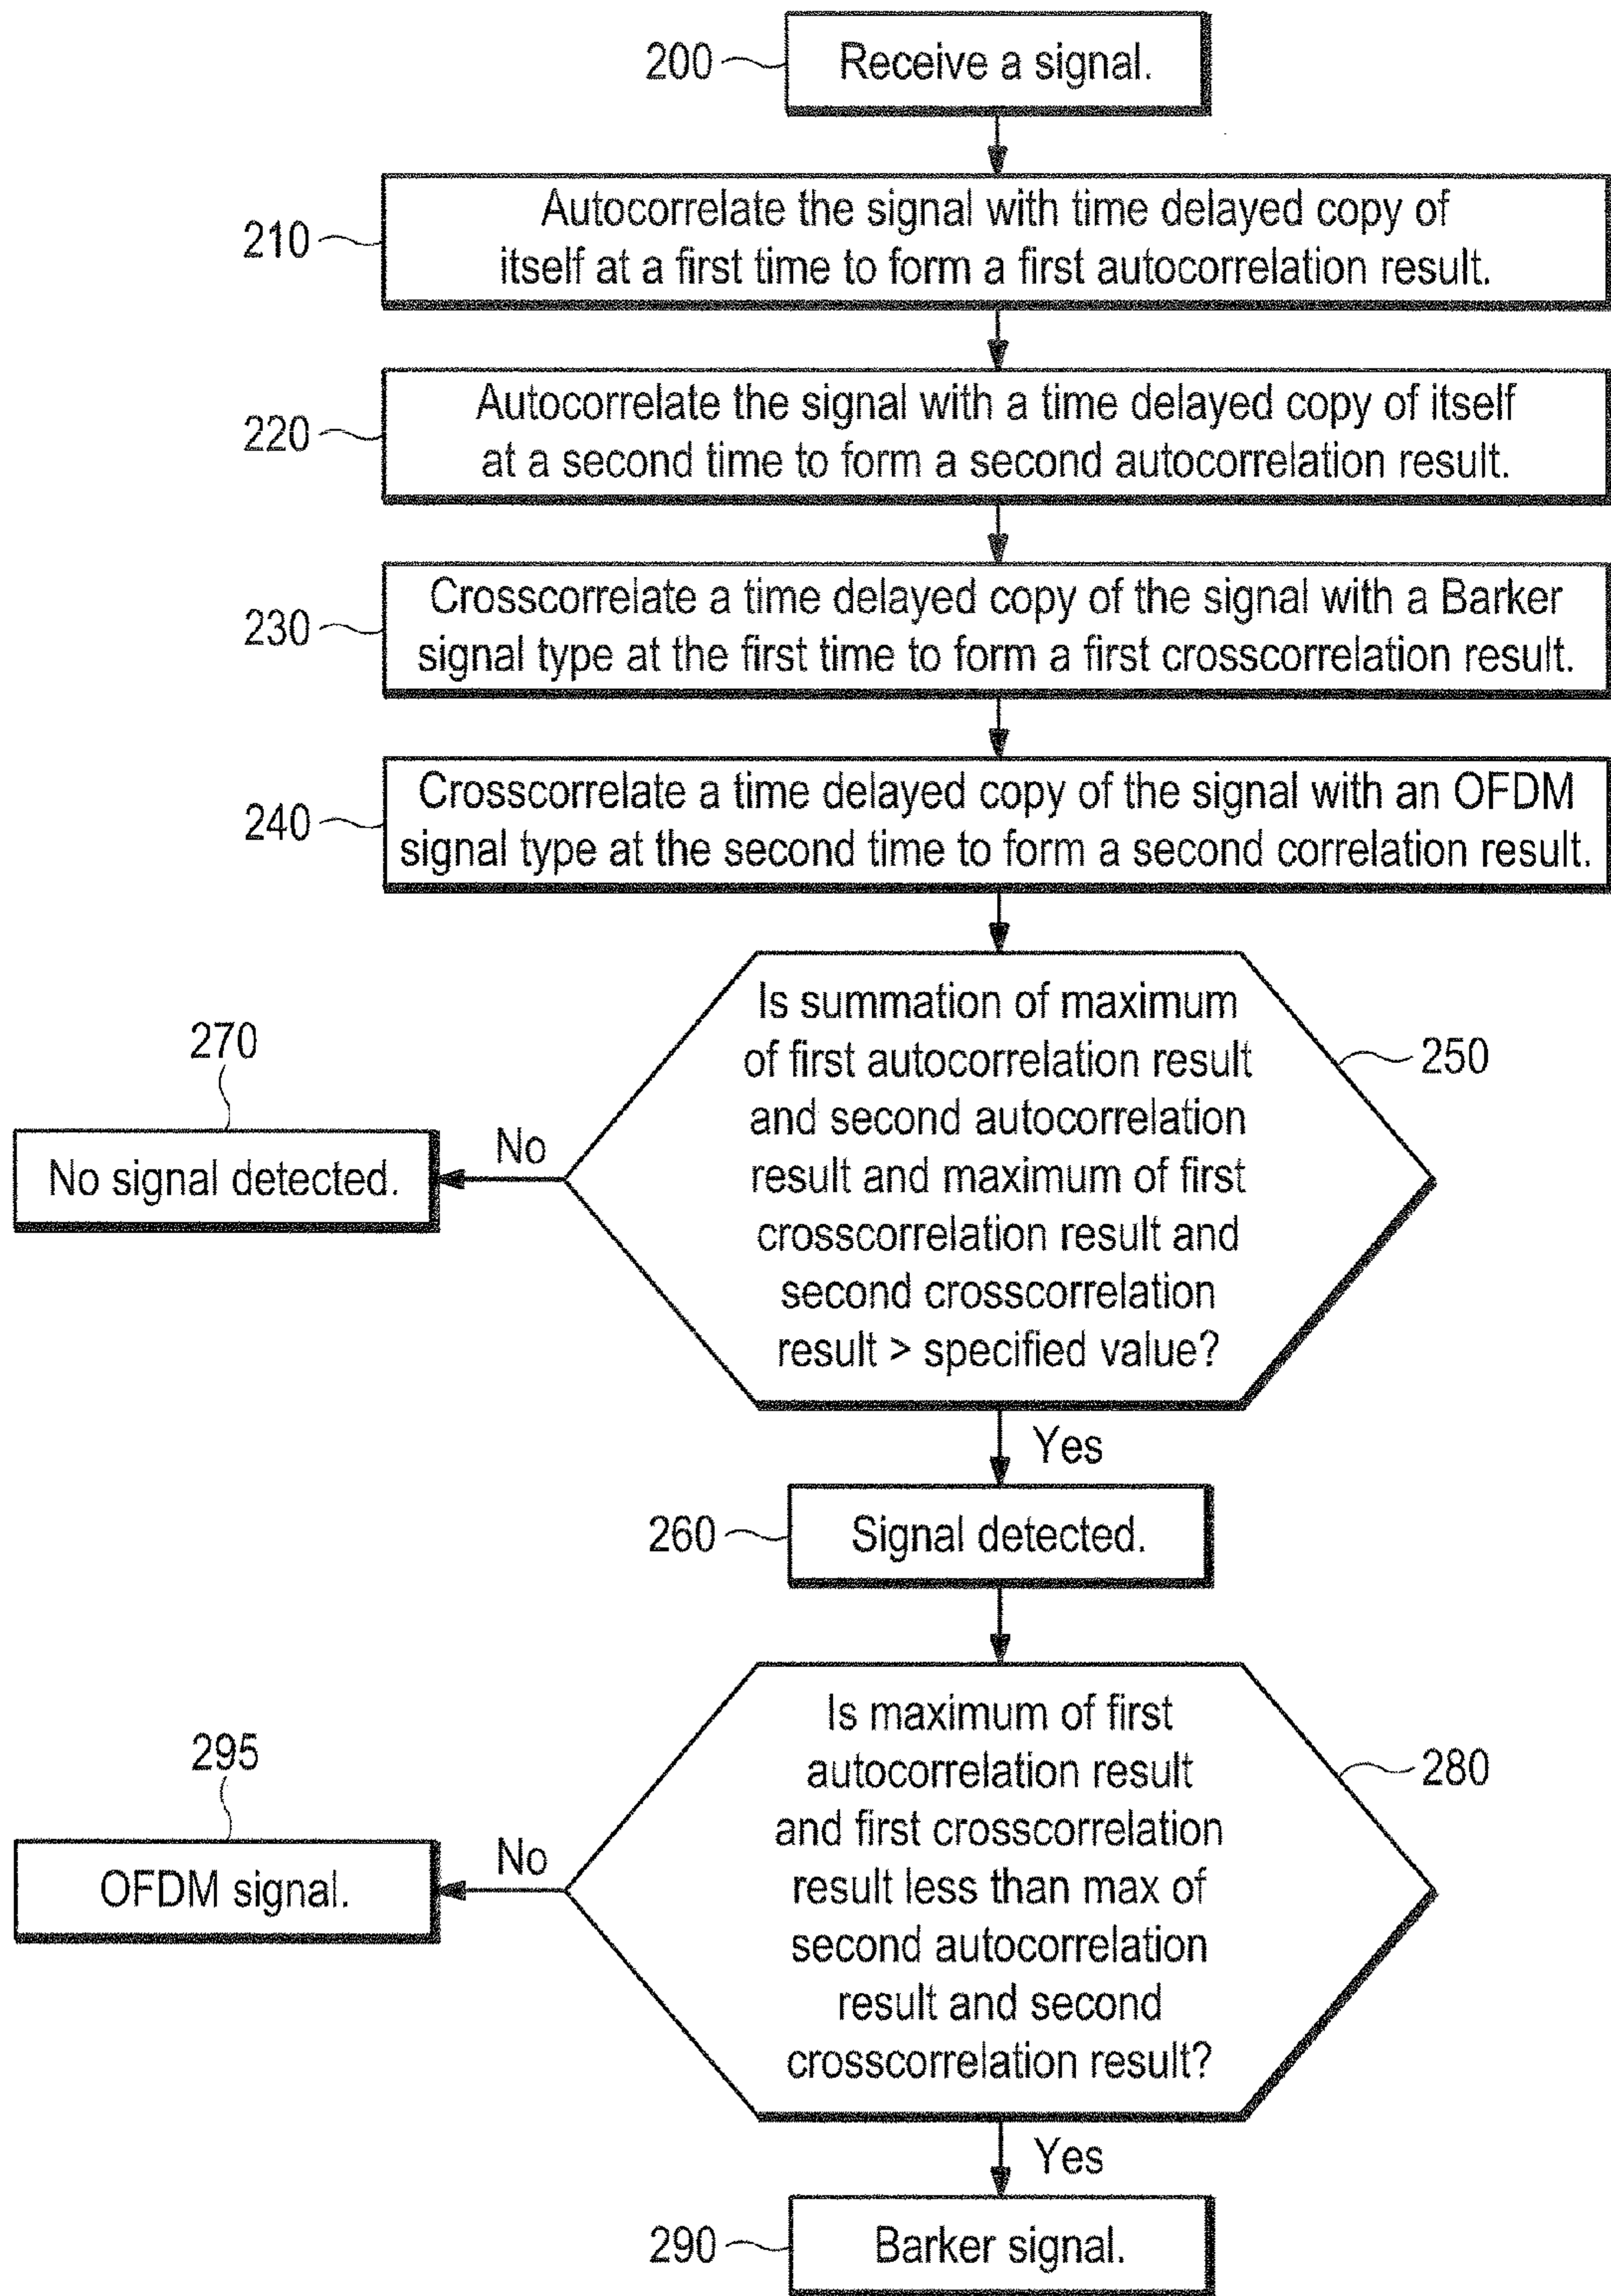 200
Receive a signal.
210
Autocorrelate the signal with time delayed copy of
itself at a first time to form a first autocorrelation result.
220
Autocorrelate the signal with a time delayed copy of itself
at a second time to form a second autocorrelation result.
230
Crosscorrelate a time delayed copy of the signal with a Barker
signal type at the first time to form a first crosscorrelation result.
240
Crosscorrelate a time delayed copy of the signal with an OFDM
signal type at the second time to form a second correlation result.
250
Is summation of maximum
of first autocorrelation result
and second autocorrelation
result and maximum of first
crosscorrelation result and
second crosscorrelation
result > specified value?
No
270
No signal detected.
Yes
260
Signal detected.
280
Is maximum of first
autocorrelation result
and first crosscorrelation
result less than max of
second autocorrelation
result and second
crosscorrelation result?
No
295
OFDM signal.
Yes
290
Barker signal.